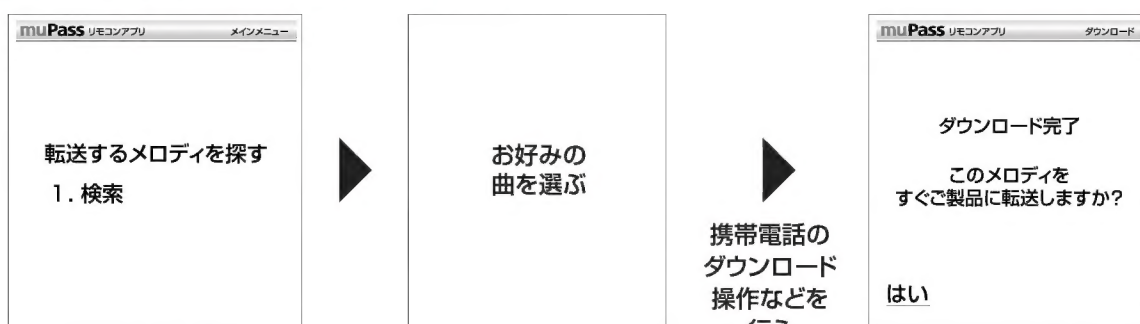 muPass リモコンアプリ メインメニュー
転送するメロディを探す
1. 検索
お好みの
曲を選ぶ
携帯電話の
ダウンロード
操作などを
muPass リモコンアプリ ダウンロード
ダウンロード完了
このメロディを
すぐご製品に転送しますか?
はい